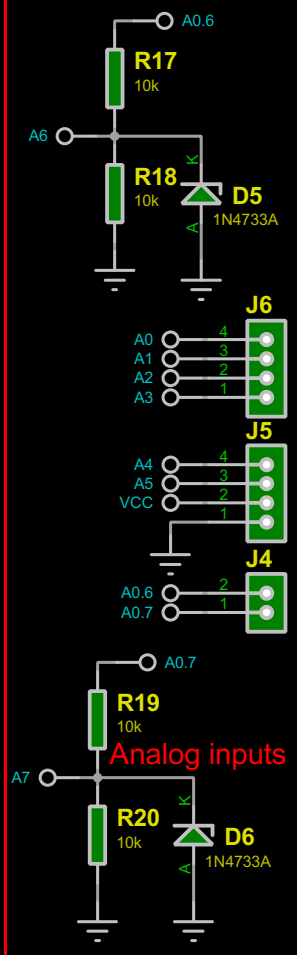 A0.6
R17
10k
A6
R18
10k
K
A
D5
1N4733A
J6
A0 4
A1 3
A2 2
A3 1
J5
A4 4
A5 3
VCC 2
1
J4
A0.6 2
A0.7 1
A0.7
R19
10k
Analog inputs
A7
R20
10k
K
A
D6
1N4733A